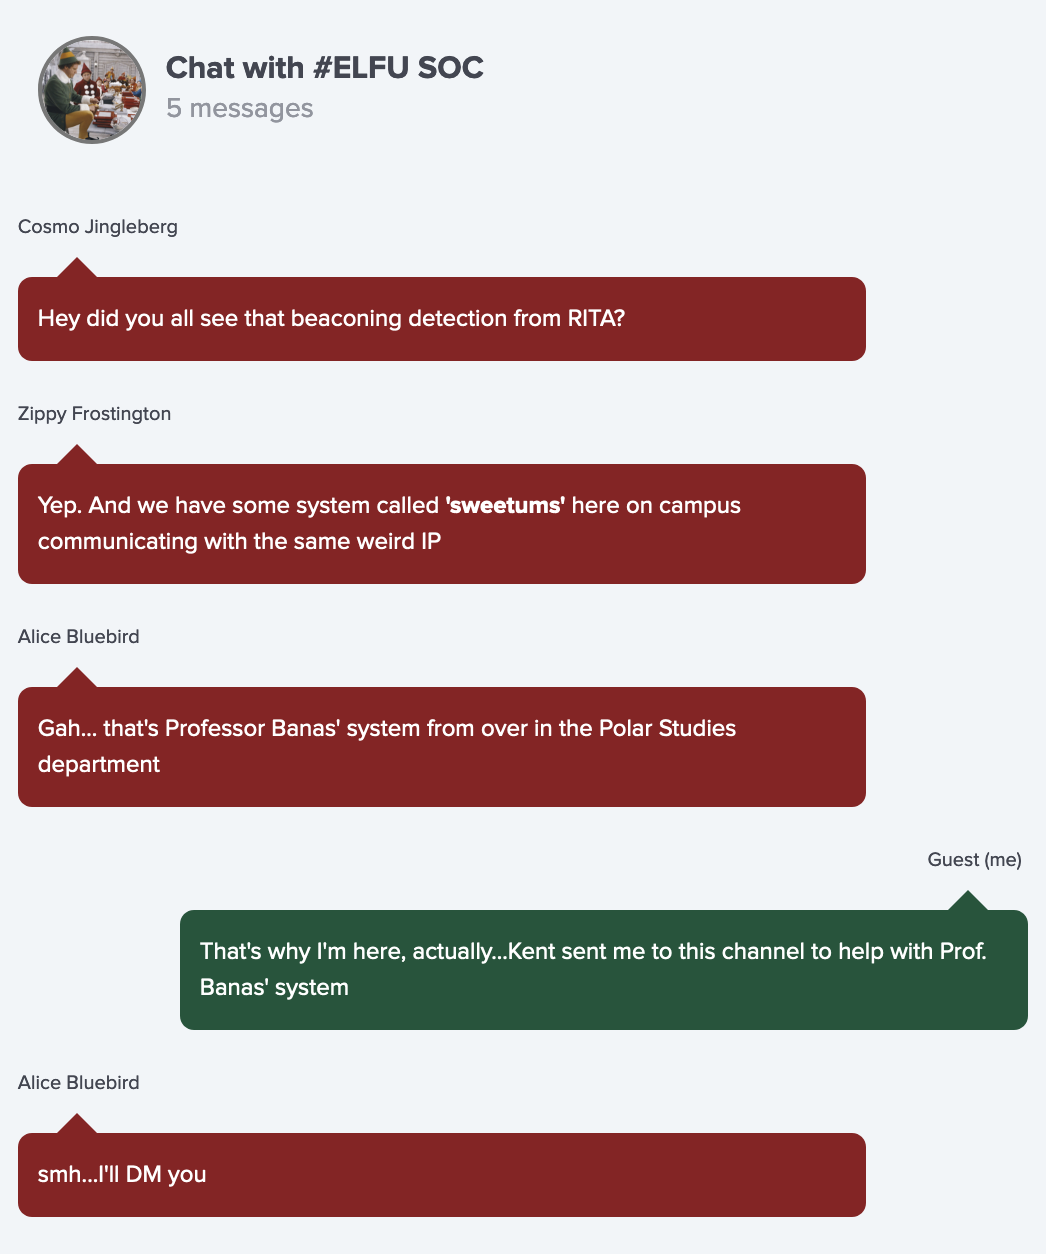 Chat with #ELFU SOC
5 messages
Cosmo Jingleberg
Hey did you all see that beaconing detection from RITA?
Zippy Frostington
Yep. And we have some system called 'sweetums' here on campus
communicating with the same weird IP
Alice Bluebird
Gah... that's Professor Banas' system from over in the Polar Studies
department
Guest (me)
That's why I'm here, actually...Kent sent me to this channel to help with Prof.
Banas' system
Alice Bluebird
smh...I'll DM you